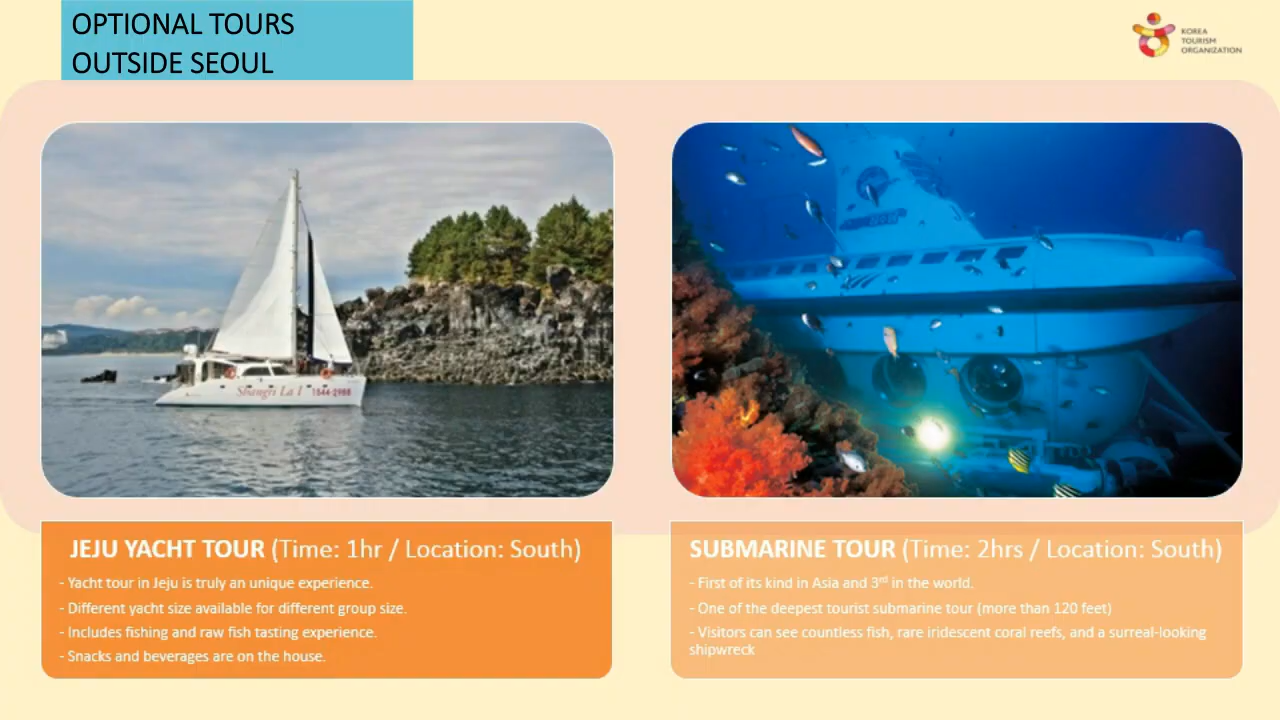 OPTIONAL TOURS
OUTSIDE SEOUL
KOREA
TOURISM
ORGANIZATION
Shangri La 1 1544-2988
JEJU YACHT TOUR (Time: 1hr / Location: South)
- Yacht tour in Jeju is truly an unique experience.
- Different yacht size available for different group size.
- Includes fishing and raw fish tasting experience.
- Snacks and beverages are on the house.
SUBMARINE TOUR (Time: 2hrs / Location: South)
- First of its kind in Asia and 3rd in the world.
- One of the deepest tourist submarine tour (more than 120 feet)
- Visitors can see countless fish, rare iridescent coral reefs, and a surreal-looking
shipwreck